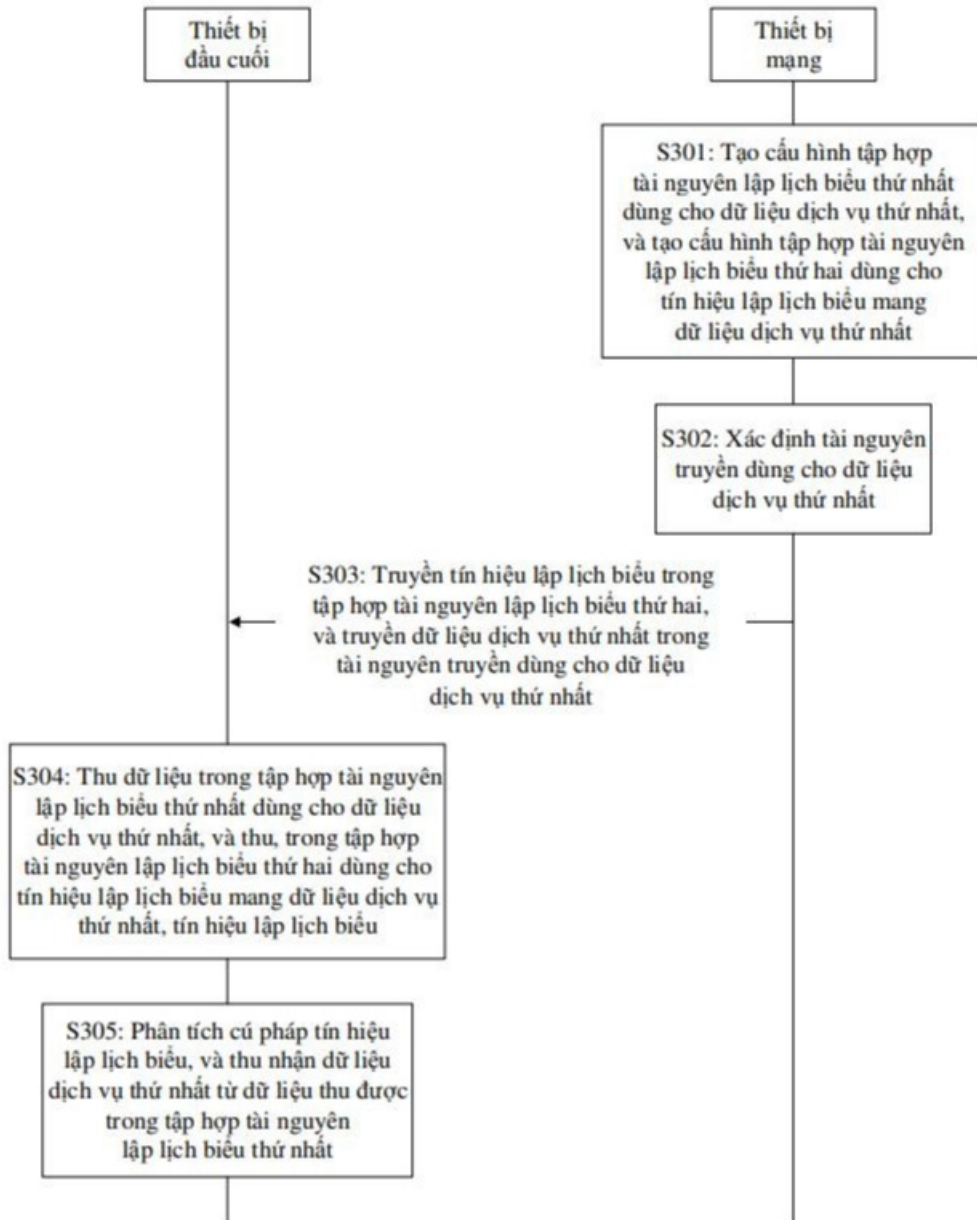 Thiết bị
đầu cuối
Thiết bị
mạng
S301: Tạo cấu hình tập hợp
tài nguyên lập lịch biểu thứ nhất
dùng cho dữ liệu dịch vụ thứ nhất,
và tạo cấu hình tập hợp tài nguyên
lập lịch biểu thứ hai dùng cho
tín hiệu lập lịch biểu mang
dữ liệu dịch vụ thứ nhất
S302: Xác định tài nguyên
truyền dùng cho dữ liệu
dịch vụ thứ nhất
S303: Truyền tín hiệu lập lịch biểu trong
tập hợp tài nguyên lập lịch biểu thứ hai,
và truyền dữ liệu dịch vụ thứ nhất trong
tài nguyên truyền dùng cho dữ liệu
dịch vụ thứ nhất
S304: Thu dữ liệu trong tập hợp tài nguyên
lập lịch biểu thứ nhất dùng cho dữ liệu
dịch vụ thứ nhất, và thu, trong tập hợp
tài nguyên lập lịch biểu thứ hai dùng cho
tín hiệu lập lịch biểu mang dữ liệu dịch vụ
thứ nhất, tín hiệu lập lịch biểu
S305: Phân tích cú pháp tín hiệu
lập lịch biểu, và thu nhận dữ liệu
dịch vụ thứ nhất từ dữ liệu thu được
trong tập hợp tài nguyên
lập lịch biểu thứ nhất